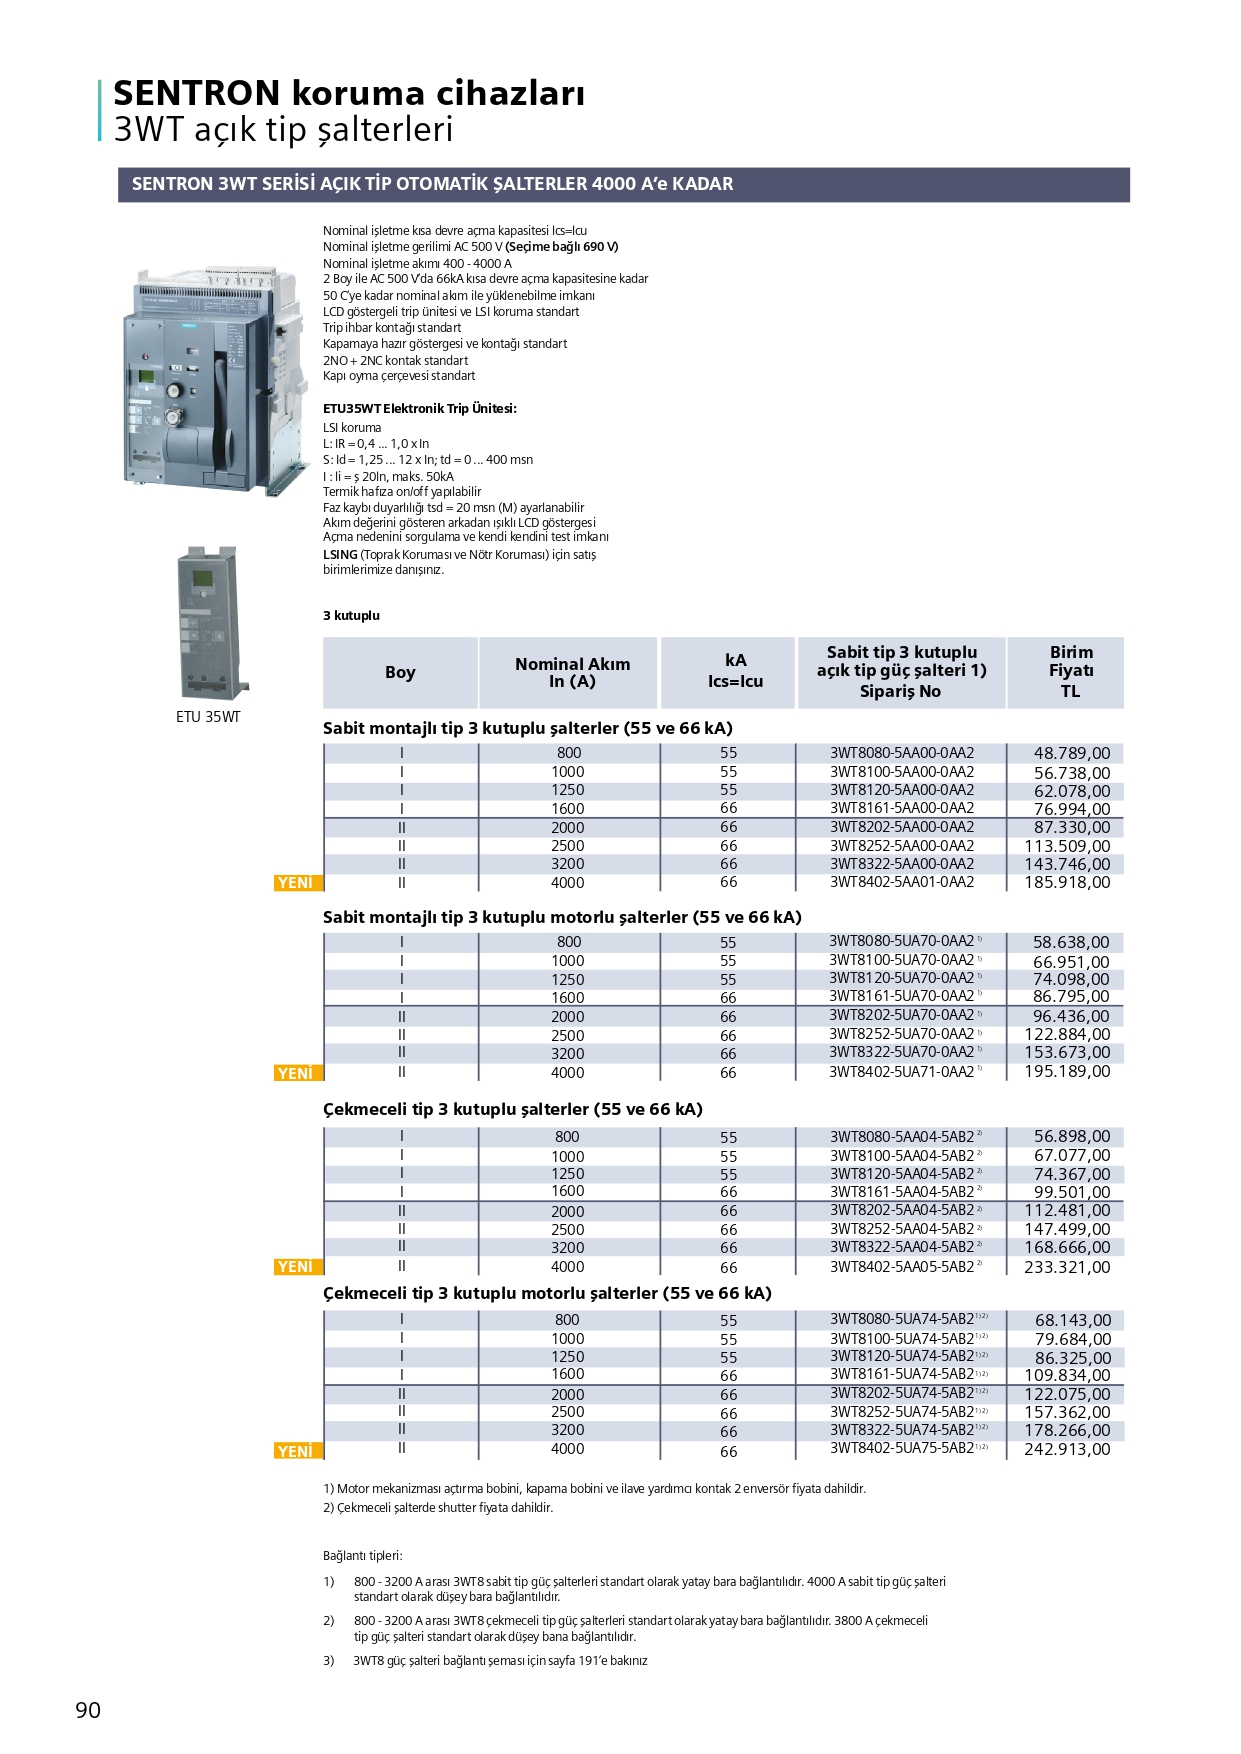 SENTRON koruma cihazları
3WT açık tip şalterleri
SENTRON 3WT SERİSİ AÇIK TİP OTOMATİK ŞALTERLER 4000 A’e KADAR
Nominal işletme kısa devre açma kapasitesi Ics=Icu
Nominal işletme gerilimi AC 500 V (Seçime bağlı 690 V)
Nominal işletme akımı 400 - 4000 A
2 Boy ile AC 500 V’da 66kA kısa devre açma kapasitesine kadar
50 C’ye kadar nominal akım ile yüklenebilme imkanı
LCD göstergeli trip ünitesi ve LSI koruma standart
Trip ihbar kontağı standart
Kapamaya hazır göstergesi ve kontağı standart
2NO + 2NC kontak standart
Kapı oyma çerçevesi standart
ETU35WT Elektronik Trip Ünitesi:
LSI koruma
L: IR = 0,4 ... 1,0 x In
S: Id = 1,25 ... 12 x In; td = 0 ... 400 msn
I : Ii = ş 20In, maks. 50kA
Termik hafıza on/off yapılabilir
Faz kaybı duyarlılığı tsd = 20 msn (M) ayarlanabilir
Akım değerini gösteren arkadan ışıklı LCD göstergesi
Açma nedenini sorgulama ve kendi kendini test imkanı
LSING (Toprak Koruması ve Nötr Koruması) için satış
birimlerimize danışınız.
ETU 35WT
3 kutuplu
Boy Nominal Akım In (A) kA Ics=Icu Sabit tip 3 kutuplu açık tip güç şalteri 1) Sipariş No Birim Fiyatı TL
Sabit montajlı tip 3 kutuplu şalterler (55 ve 66 kA)
I 800 55 3WT8080-5AA00-0AA2 48.789,00
I 1000 55 3WT8100-5AA00-0AA2 56.738,00
I 1250 55 3WT8120-5AA00-0AA2 62.078,00
I 1600 66 3WT8161-5AA00-0AA2 76.994,00
II 2000 66 3WT8202-5AA00-0AA2 87.330,00
II 2500 66 3WT8252-5AA00-0AA2 113.509,00
II 3200 66 3WT8322-5AA00-0AA2 143.746,00
YENİ II 4000 66 3WT8402-5AA01-0AA2 185.918,00
Sabit montajlı tip 3 kutuplu motorlu şalterler (55 ve 66 kA)
I 800 55 3WT8080-5UA70-0AA2 1) 58.638,00
I 1000 55 3WT8100-5UA70-0AA2 1) 66.951,00
I 1250 55 3WT8120-5UA70-0AA2 1) 74.098,00
I 1600 66 3WT8161-5UA70-0AA2 1) 86.795,00
II 2000 66 3WT8202-5UA70-0AA2 1) 96.436,00
II 2500 66 3WT8252-5UA70-0AA2 1) 122.884,00
II 3200 66 3WT8322-5UA70-0AA2 1) 153.673,00
YENİ II 4000 66 3WT8402-5UA71-0AA2 1) 195.189,00
Çekmeceli tip 3 kutuplu şalterler (55 ve 66 kA)
I 800 55 3WT8080-5AA04-5AB2 2) 56.898,00
I 1000 55 3WT8100-5AA04-5AB2 2) 67.077,00
I 1250 55 3WT8120-5AA04-5AB2 2) 74.367,00
I 1600 66 3WT8161-5AA04-5AB2 2) 99.501,00
II 2000 66 3WT8202-5AA04-5AB2 2) 112.481,00
II 2500 66 3WT8252-5AA04-5AB2 2) 147.499,00
II 3200 66 3WT8322-5AA04-5AB2 2) 168.666,00
YENİ II 4000 66 3WT8402-5AA05-5AB2 2) 233.321,00
Çekmeceli tip 3 kutuplu motorlu şalterler (55 ve 66 kA)
I 800 55 3WT8080-5UA74-5AB2 1) 2) 68.143,00
I 1000 55 3WT8100-5UA74-5AB2 1) 2) 79.684,00
I 1250 55 3WT8120-5UA74-5AB2 1) 2) 86.325,00
I 1600 66 3WT8161-5UA74-5AB2 1) 2) 109.834,00
II 2000 66 3WT8202-5UA74-5AB2 1) 2) 122.075,00
II 2500 66 3WT8252-5UA74-5AB2 1) 2) 157.362,00
II 3200 66 3WT8322-5UA74-5AB2 1) 2) 178.266,00
YENİ II 4000 66 3WT8402-5UA75-5AB2 1) 2) 242.913,00
1) Motor mekanizması açtırma bobini, kapama bobini ve ilave yardımcı kontak 2 enversör fiyata dahildir.
2) Çekmeceli şalterde shutter fiyata dahildir.
Bağlantı tipleri:
1) 800 - 3200 A arası 3WT8 sabit tip güç şalterleri standart olarak yatay bara bağlantılıdır. 4000 A sabit tip güç şalteri
standart olarak düşey bara bağlantılıdır.
2) 800 - 3200 A arası 3WT8 çekmeceli tip güç şalterleri standart olarak yatay bara bağlantılıdır. 3800 A çekmeceli
tip güç şalteri standart olarak düşey bana bağlantılıdır.
3) 3WT8 güç şalteri bağlantı şeması için sayfa 191’e bakınız
90